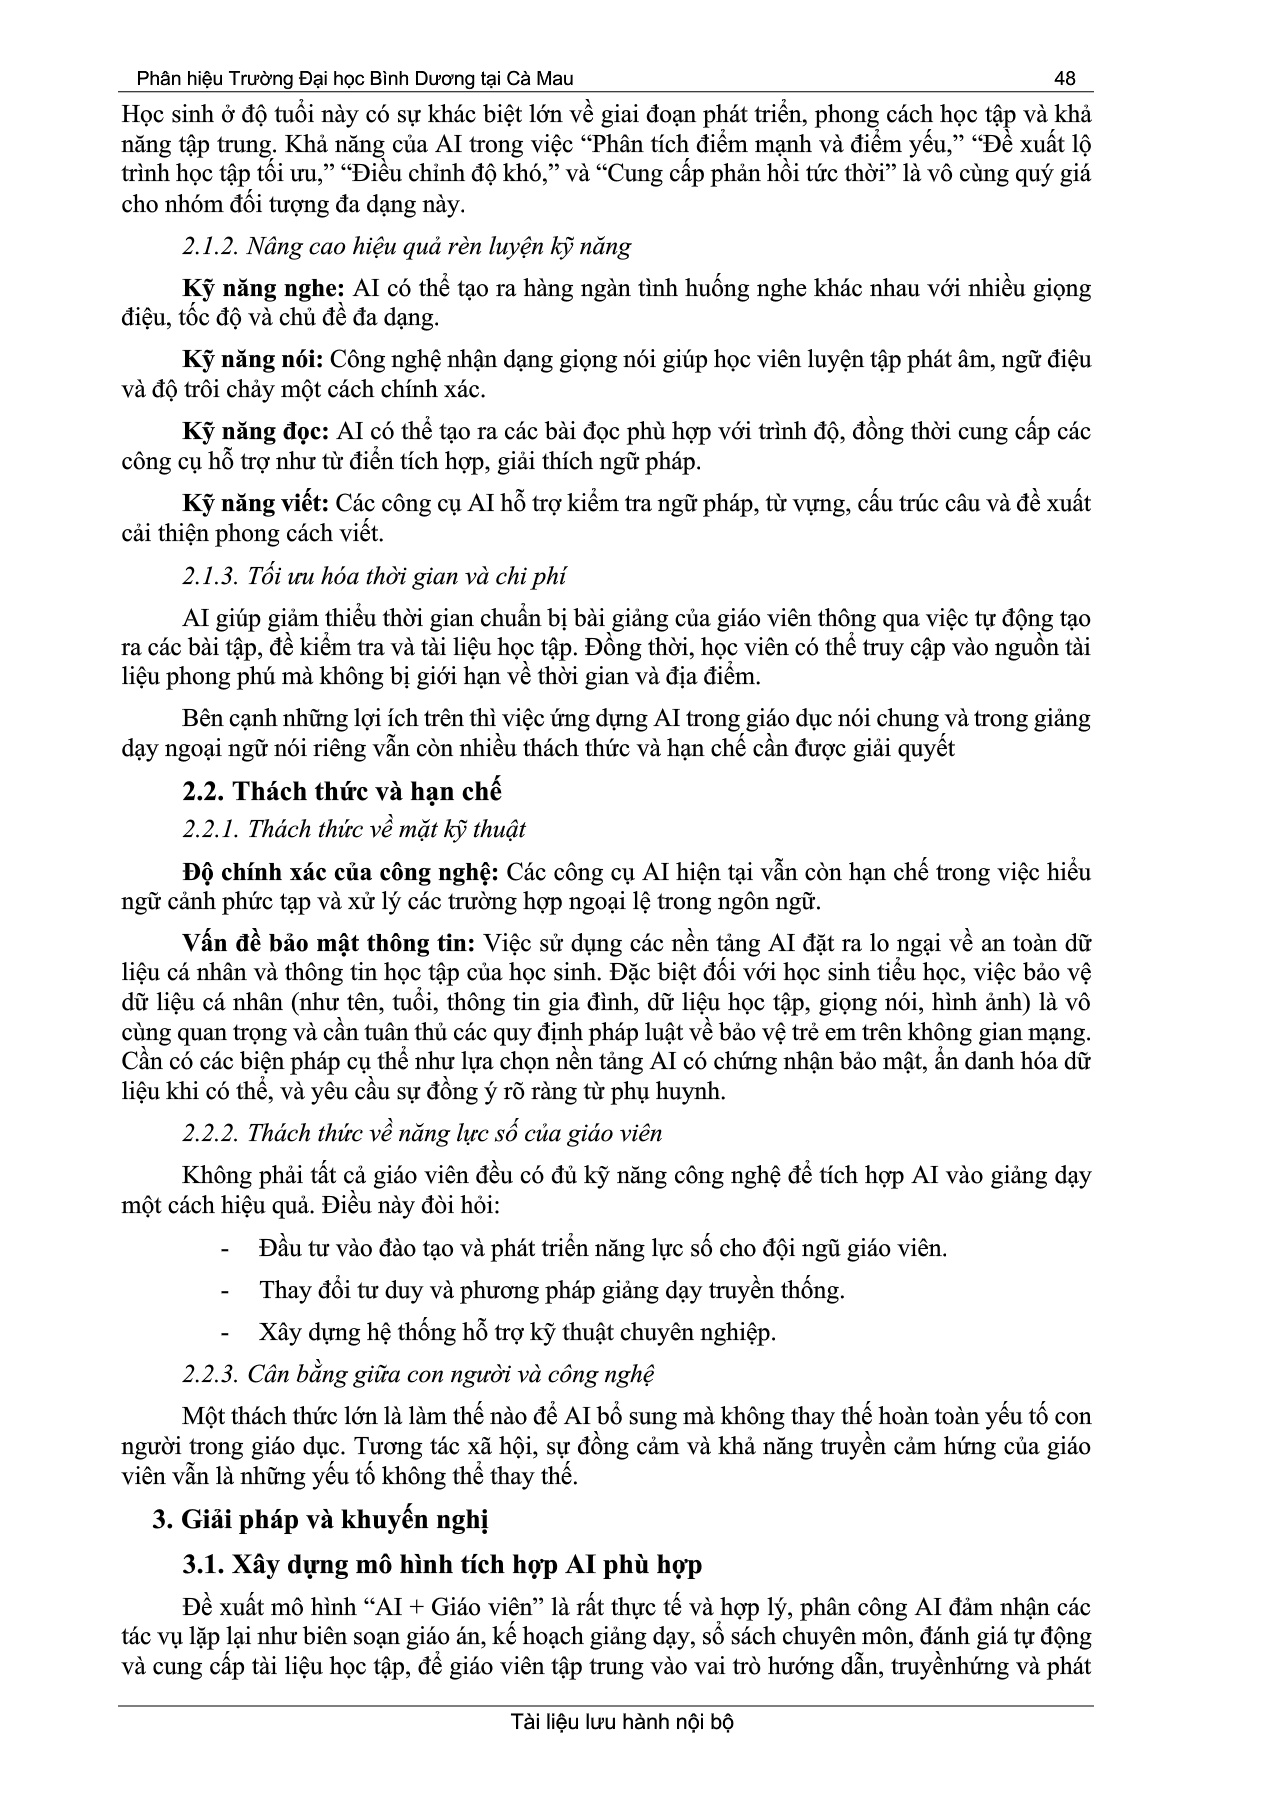 Phân hiệu Trường Đại học Bình Dương tại Cà Mau 48
Học sinh ở độ tuổi này có sự khác biệt lớn về giai đoạn phát triển, phong cách học tập và khả
năng tập trung. Khả năng của AI trong việc “Phân tích điểm mạnh và điểm yếu,” “Đề xuất lộ
trình học tập tối ưu,” “Điều chỉnh độ khó,” và “Cung cấp phản hồi tức thời” là vô cùng quý giá
cho nhóm đối tượng đa dạng này.
2.1.2. Nâng cao hiệu quả rèn luyện kỹ năng
Kỹ năng nghe: AI có thể tạo ra hàng ngàn tình huống nghe khác nhau với nhiều giọng
điệu, tốc độ và chủ đề đa dạng.
Kỹ năng nói: Công nghệ nhận dạng giọng nói giúp học viên luyện tập phát âm, ngữ điệu
và độ trôi chảy một cách chính xác.
Kỹ năng đọc: AI có thể tạo ra các bài đọc phù hợp với trình độ, đồng thời cung cấp các
công cụ hỗ trợ như từ điển tích hợp, giải thích ngữ pháp.
Kỹ năng viết: Các công cụ AI hỗ trợ kiểm tra ngữ pháp, từ vựng, cấu trúc câu và đề xuất
cải thiện phong cách viết.
2.1.3. Tối ưu hóa thời gian và chi phí
AI giúp giảm thiểu thời gian chuẩn bị bài giảng của giáo viên thông qua việc tự động tạo
ra các bài tập, đề kiểm tra và tài liệu học tập. Đồng thời, học viên có thể truy cập vào nguồn tài
liệu phong phú mà không bị giới hạn về thời gian và địa điểm.
Bên cạnh những lợi ích trên thì việc ứng dụng AI trong giáo dục nói chung và trong giảng
dạy ngoại ngữ nói riêng vẫn còn nhiều thách thức và hạn chế cần được giải quyết
2.2. Thách thức và hạn chế
2.2.1. Thách thức về mặt kỹ thuật
Độ chính xác của công nghệ: Các công cụ AI hiện tại vẫn còn hạn chế trong việc hiểu
ngữ cảnh phức tạp và xử lý các trường hợp ngoại lệ trong ngôn ngữ.
Vấn đề bảo mật thông tin: Việc sử dụng các nền tảng AI đặt ra lo ngại về an toàn dữ
liệu cá nhân và thông tin học tập của học sinh. Đặc biệt đối với học sinh tiểu học, việc bảo vệ
dữ liệu cá nhân (như tên, tuổi, thông tin gia đình, dữ liệu học tập, giọng nói, hình ảnh) là vô
cùng quan trọng và cần tuân thủ các quy định pháp luật về bảo vệ trẻ em trên không gian mạng.
Cần có các biện pháp cụ thể như lựa chọn nền tảng AI có chứng nhận bảo mật, ẩn danh hóa dữ
liệu khi có thể, và yêu cầu sự đồng ý rõ ràng từ phụ huynh.
2.2.2. Thách thức về năng lực số của giáo viên
Không phải tất cả giáo viên đều có đủ kỹ năng công nghệ để tích hợp AI vào giảng dạy
một cách hiệu quả. Điều này đòi hỏi:
- Đầu tư vào đào tạo và phát triển năng lực số cho đội ngũ giáo viên.
- Thay đổi tư duy và phương pháp giảng dạy truyền thống.
- Xây dựng hệ thống hỗ trợ kỹ thuật chuyên nghiệp.
2.2.3. Cân bằng giữa con người và công nghệ
Một thách thức lớn là làm thế nào để AI bổ sung mà không thay thế hoàn toàn yếu tố con
người trong giáo dục. Tương tác xã hội, sự đồng cảm và khả năng truyền cảm hứng của giáo
viên vẫn là những yếu tố không thể thay thế.
3. Giải pháp và khuyến nghị
3.1. Xây dựng mô hình tích hợp AI phù hợp
Đề xuất mô hình “AI + Giáo viên” là rất thực tế và hợp lý, phân công AI đảm nhận các
tác vụ lặp lại như biên soạn giáo án, kế hoạch giảng dạy, sổ sách chuyên môn, đánh giá tự động
và cung cấp tài liệu học tập, để giáo viên tập trung vào vai trò hướng dẫn, truyềnhứng và phát
Tài liệu lưu hành nội bộ